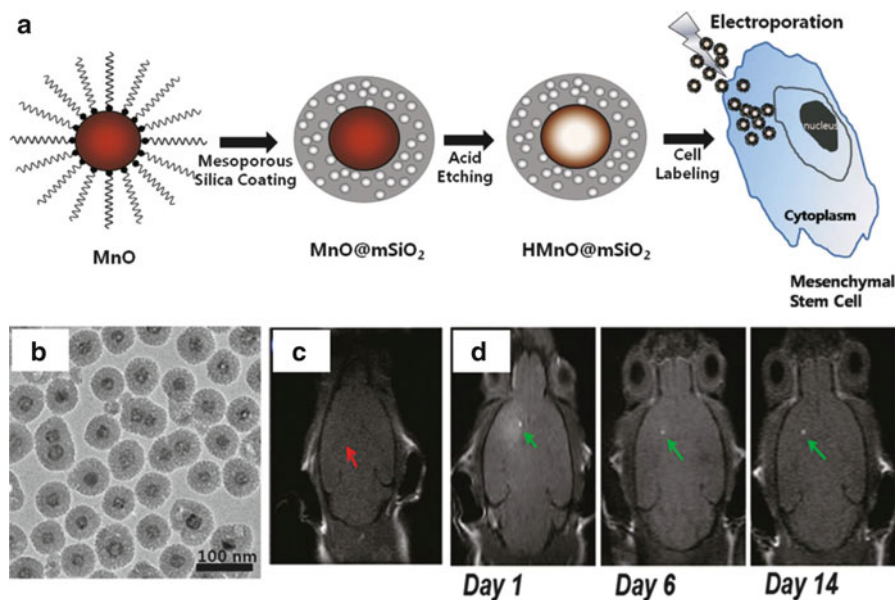 a
Electroporation
Mesoporous
Silica Coating
Acid
Etching
Cell
Labeling
nucleus
Cytoplasm
MnO
MnO@mSiO₂
HMnO@mSiO₂
Mesenchymal
Stem Cell
b
c
d
100 nm
Day 1
Day 6
Day 14